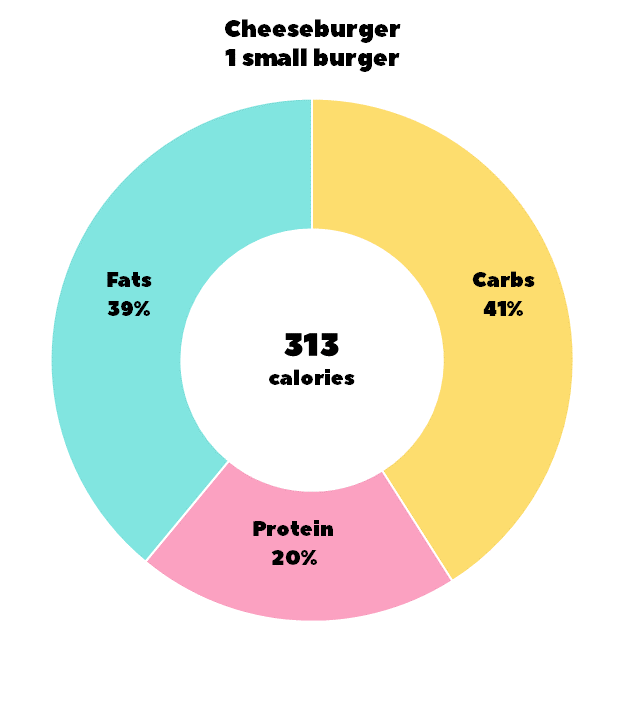 Cheeseburger
1 small burger
Fats
39%
Carbs
41%
313
calories
Protein
20%